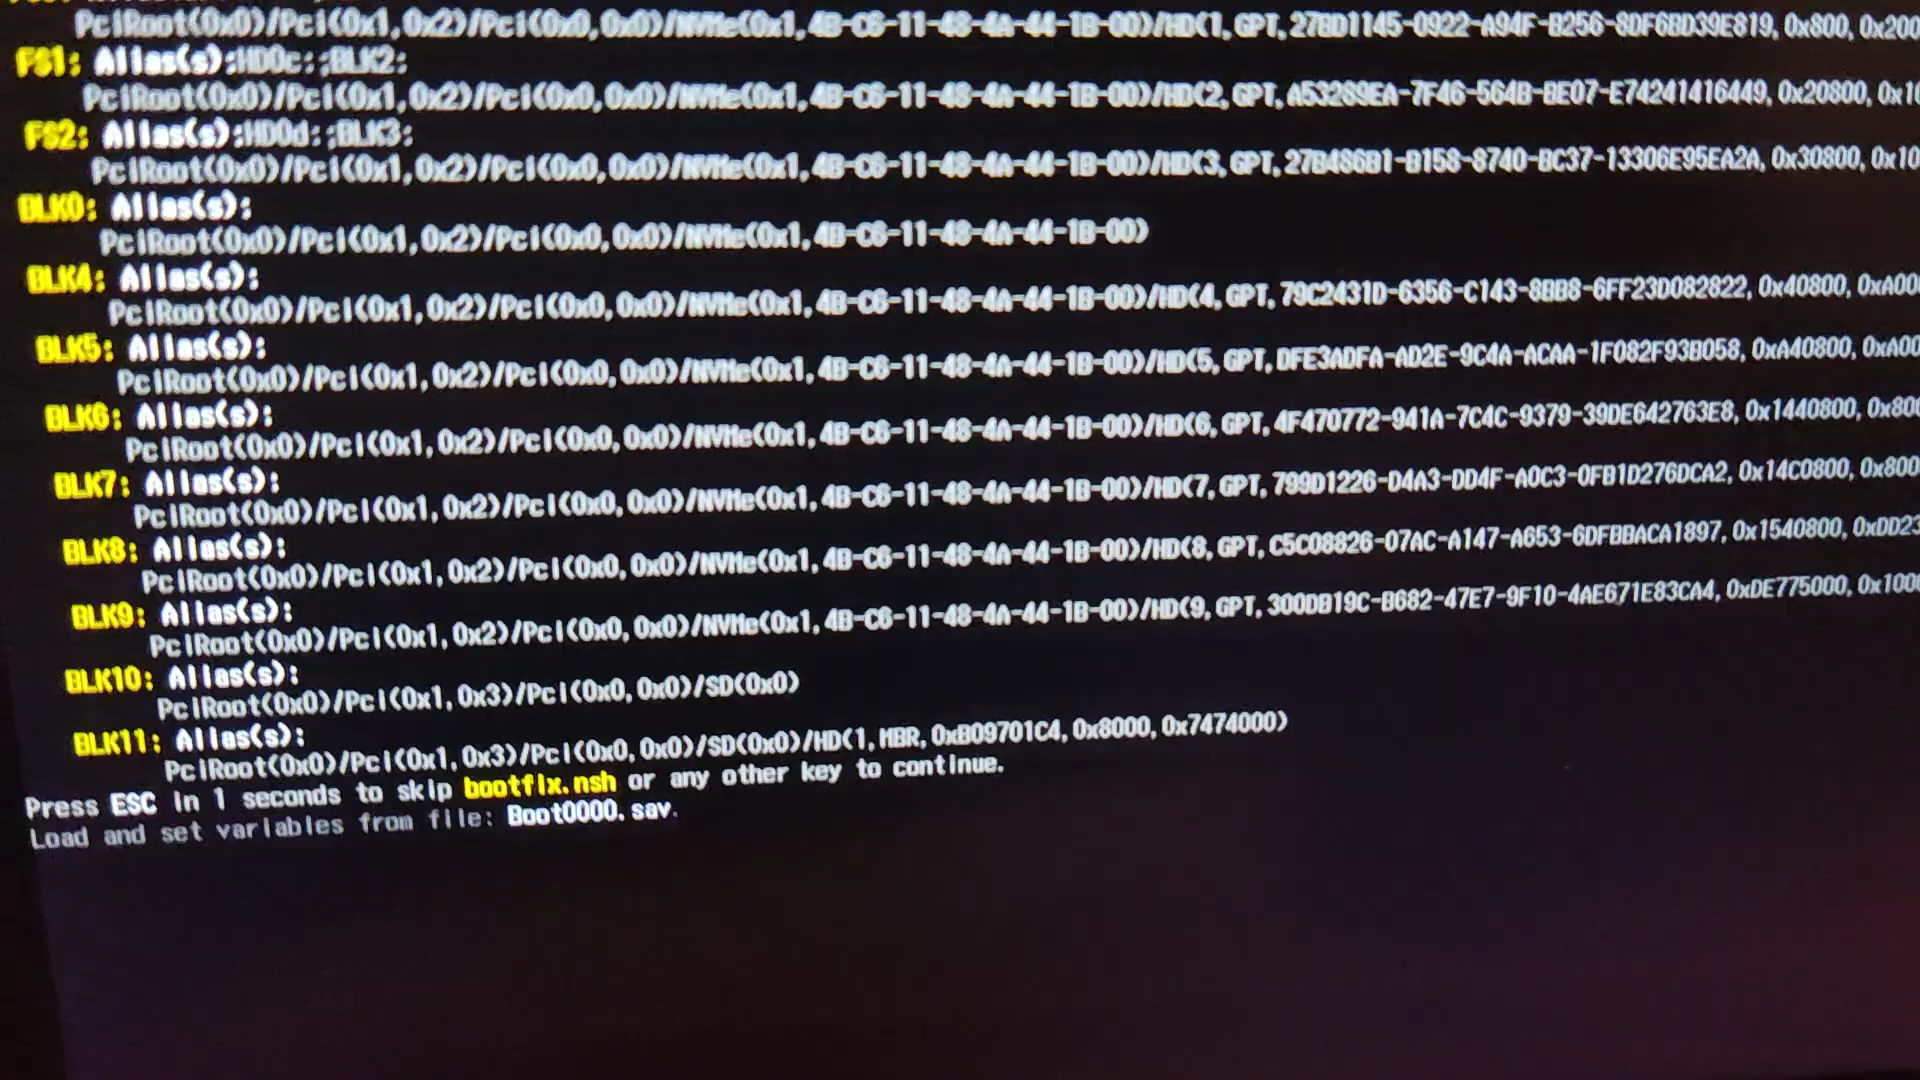 PciRoot(0x0)/Pci(0x1,0x2)/Pci(0x0,0x0)/NVMe(0x1,4B-C6-11-48-4A-44-1B-00)/HD(1,GPT,27BD1145-0922-A94F-B256-8DF6BD39E819,0x800,0x200
FS1: Alias(s):HD0c:;BLK2:
PciRoot(0x0)/Pci(0x1,0x2)/Pci(0x0,0x0)/NVMe(0x1,4B-C6-11-48-4A-44-1B-00)/HD(2,GPT,A53289EA-7F46-564B-BE07-E74241416449,0x20800,0x10
FS2: Alias(s):HD0d:;BLK3:
PciRoot(0x0)/Pci(0x1,0x2)/Pci(0x0,0x0)/NVMe(0x1,4B-C6-11-48-4A-44-1B-00)/HD(3,GPT,27B486B1-B158-8740-BC37-13306E95EA2A,0x30800,0x10
BLK0: Alias(s):
PciRoot(0x0)/Pci(0x1,0x2)/Pci(0x0,0x0)/NVMe(0x1,4B-C6-11-48-4A-44-1B-00)
BLK4: Alias(s):
PciRoot(0x0)/Pci(0x1,0x2)/Pci(0x0,0x0)/NVMe(0x1,4B-C6-11-48-4A-44-1B-00)/HD(4,GPT,79C2431D-6356-C143-8BB8-6FF23D082822,0x40800,0xA00
BLK5: Alias(s):
PciRoot(0x0)/Pci(0x1,0x2)/Pci(0x0,0x0)/NVMe(0x1,4B-C6-11-48-4A-44-1B-00)/HD(5,GPT,DFE3ADFA-AD2E-9C4A-ACAA-1F082F93B058,0xA40800,0xA00
BLK6: Alias(s):
PciRoot(0x0)/Pci(0x1,0x2)/Pci(0x0,0x0)/NVMe(0x1,4B-C6-11-48-4A-44-1B-00)/HD(6,GPT,4F470772-941A-7C4C-9379-39DE642763E8,0x1440800,0x800
BLK7: Alias(s):
PciRoot(0x0)/Pci(0x1,0x2)/Pci(0x0,0x0)/NVMe(0x1,4B-C6-11-48-4A-44-1B-00)/HD(7,GPT,799D1226-D4A3-DD4F-A0C3-0FB1D276DCA2,0x14C0800,0x800
BLK8: Alias(s):
PciRoot(0x0)/Pci(0x1,0x2)/Pci(0x0,0x0)/NVMe(0x1,4B-C6-11-48-4A-44-1B-00)/HD(8,GPT,C5C08826-07AC-A147-A653-6DFBBACA1897,0x1540800,0xDD23
BLK9: Alias(s):
PciRoot(0x0)/Pci(0x1,0x2)/Pci(0x0,0x0)/NVMe(0x1,4B-C6-11-48-4A-44-1B-00)/HD(9,GPT,300DB19C-B682-47E7-9F10-4AE671E83CA4,0xDE775000,0x1000
BLK10: Alias(s):
PciRoot(0x0)/Pci(0x1,0x3)/Pci(0x0,0x0)/SD(0x0)
BLK11: Alias(s):
PciRoot(0x0)/Pci(0x1,0x3)/Pci(0x0,0x0)/SD(0x0)/HD(1,MBR,0xB09701C4,0x8000,0x7474000)
Press ESC in 1 seconds to skip bootfix.nsh or any other key to continue.
Load and set variables from file: Boot0000.sav.